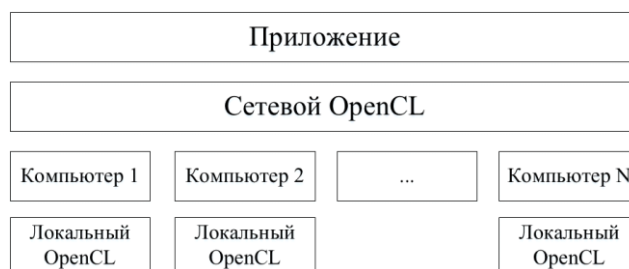 Приложение
Сетевой OpenCL
Компьютер 1
Компьютер 2
...
Компьютер N
Локальный
OpenCL
Локальный
OpenCL
Локальный
OpenCL